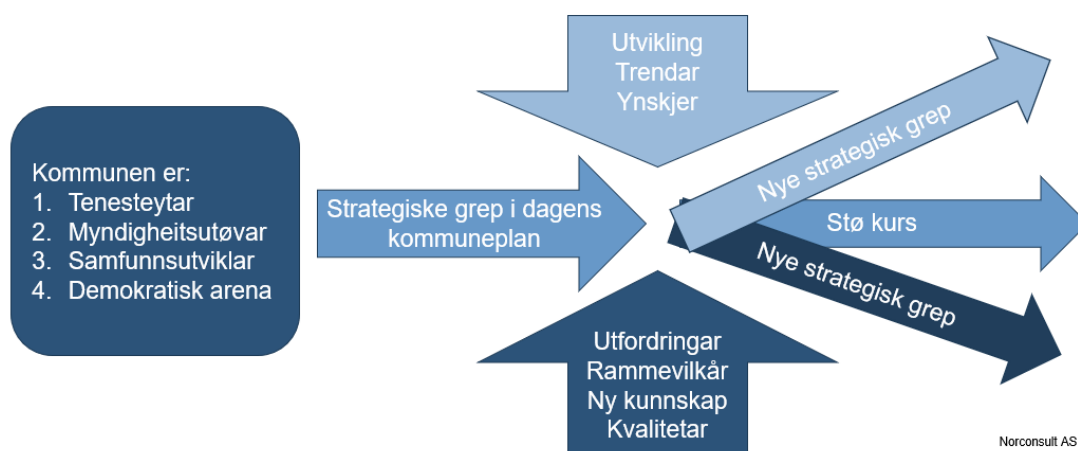 Kommunen er:
1. Tenesteytar
2. Myndigheitsutøvar
3. Samfunnsutviklar
4. Demokratisk arena
Strategiske grep i dagens
kommuneplan
Utvikling
Trendar
Ynskjer
Utfordringar
Rammevilkår
Ny kunnskap
Kvalitetar
Nye strategisk grep
Stø kurs
Nye strategisk grep
Norconsult AS